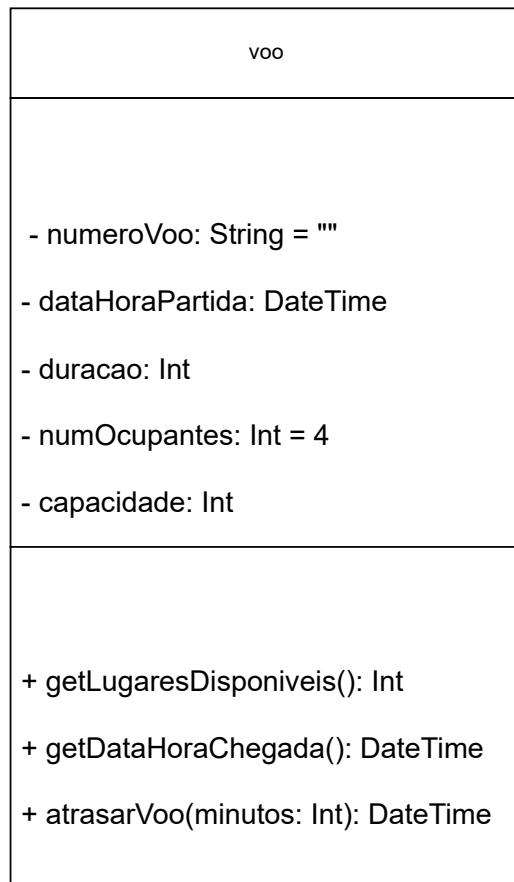 voo
- numeroVoo: String = ""
- dataHoraPartida: DateTime
- duracao: Int
- numOcupantes: Int = 4
- capacidade: Int
+ getLugaresDisponiveis(): Int
+ getDataHoraChegada(): DateTime
+ atrasarVoo(minutos: Int): DateTime